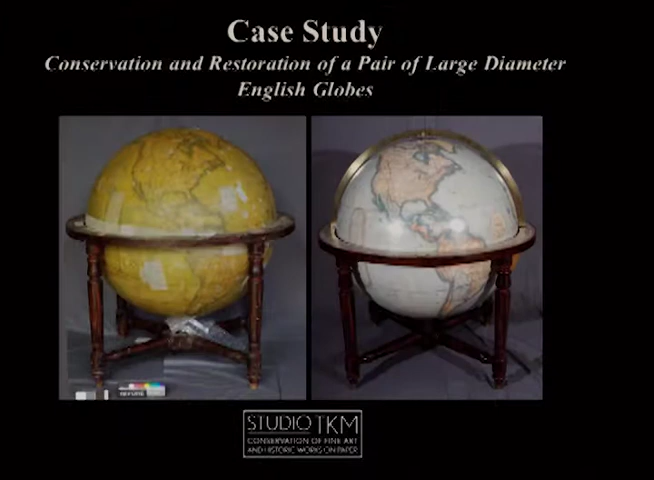 Case Study
Conservation and Restoration of a Pair of Large Diameter
English Globes
STUDIO TKM
CONSERVATION OF FINE ART
AND HISTORIC WORKS ON PAPER